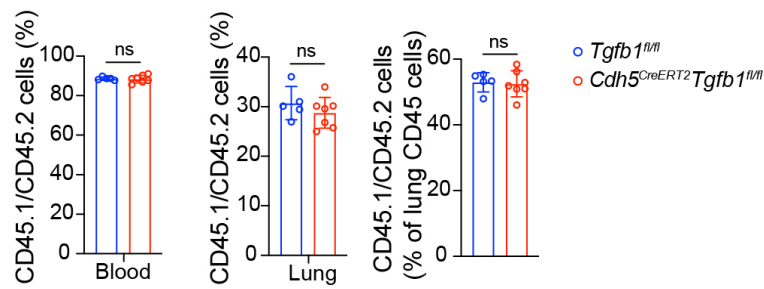 CD45.1/CD45.2 cells (%)
100
80
60
40
20
0
ns
Blood
CD45.1/CD45.2 cells (%)
40
30
20
10
0
ns
Lung
CD45.1/CD45.2 cells
(% of lung CD45 cells)
60
40
20
0
ns
Tgfb1fl/fl
Cdh5CreERT2Tgfb1fl/fl